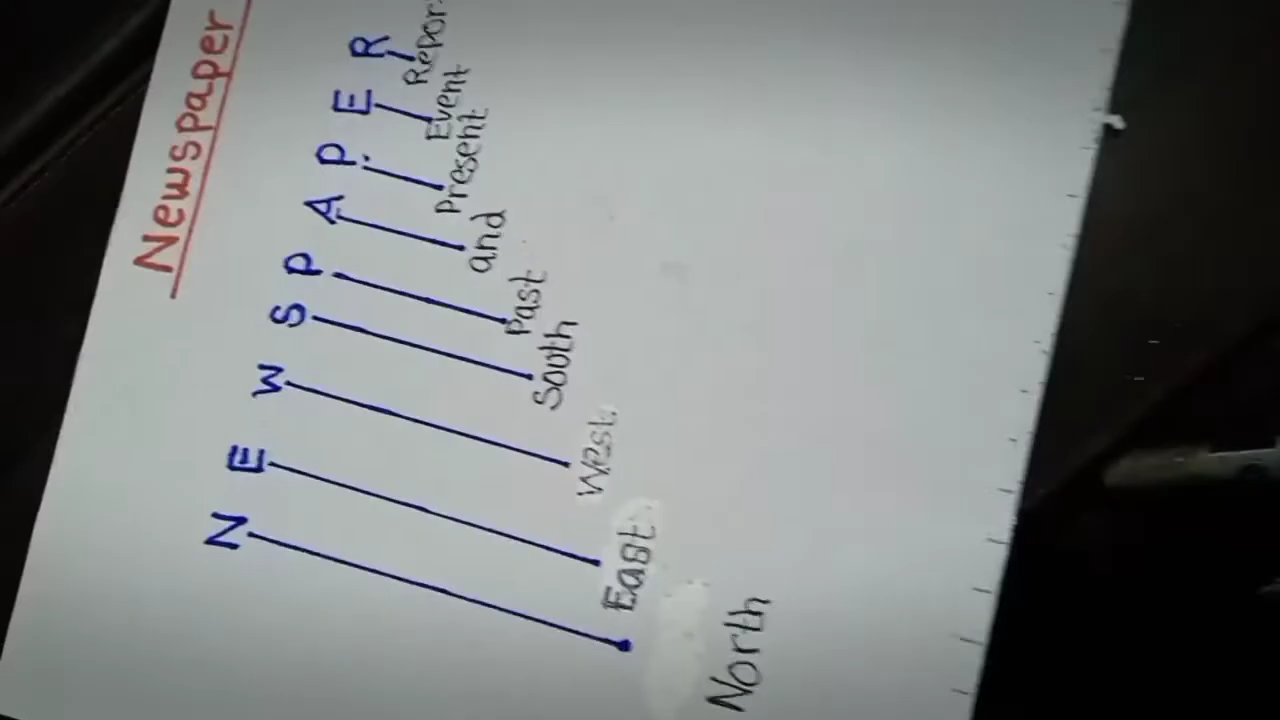 Newspaper
N E W S P A P E R
Repor
Event
Present
and
Past
South
West.
East.
North